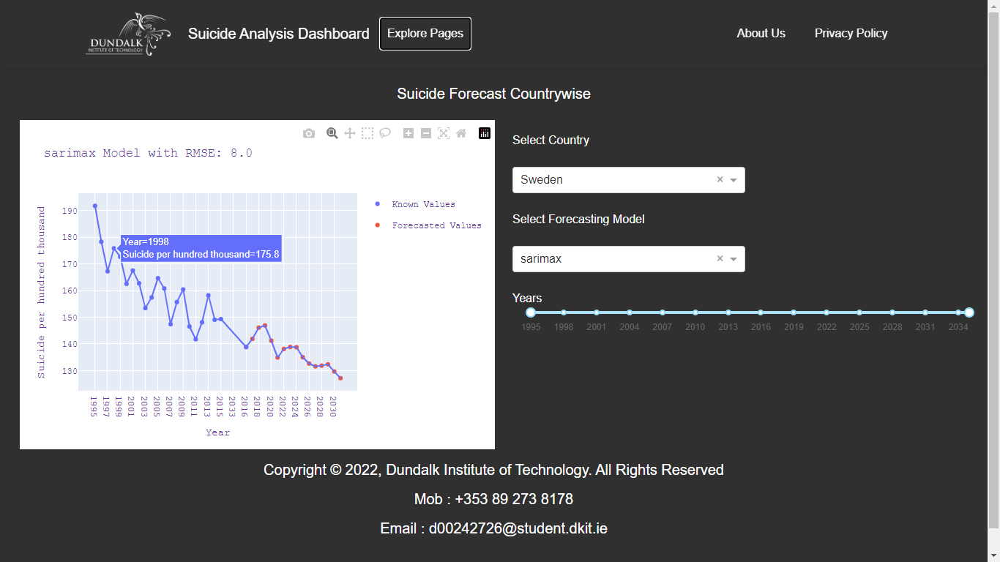 DUNDALK
INSTITUTE OF TECHNOLOGY
Suicide Analysis Dashboard
Explore Pages
About Us
Privacy Policy
Suicide Forecast Countrywise
sarimax Model with RMSE: 8.0
Suicide per hundred thousand
190
180
170
160
150
140
130
Year=1998
Suicide per hundred thousand=175.8
Known Values
Forecasted Values
1995
1997
1999
2001
2003
2005
2007
2009
2011
2013
2015
2033
2016
2018
2020
2022
2024
2026
2028
2030
Year
Select Country
Sweden ×
Select Forecasting Model
sarimax ×
Years
1995 1998 2001 2004 2007 2010 2013 2016 2019 2022 2025 2028 2031 2034
Copyright © 2022, Dundalk Institute of Technology. All Rights Reserved
Mob : +353 89 273 8178
Email : d00242726@student.dkit.ie